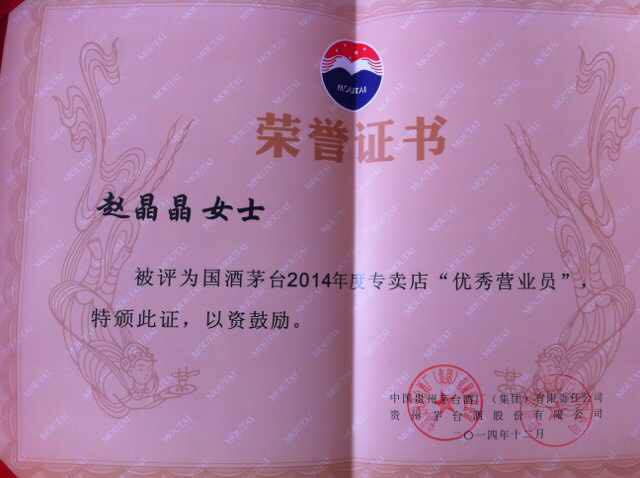 MOUTAI
荣誉证书
赵晶晶女士
被评为国酒茅台2014年度专卖店“优秀营业员”，
特颁此证，以资鼓励。
中国贵州茅台酒厂（集团）有限责任公司
贵州茅台酒股份有限公司
二〇一四年十二月